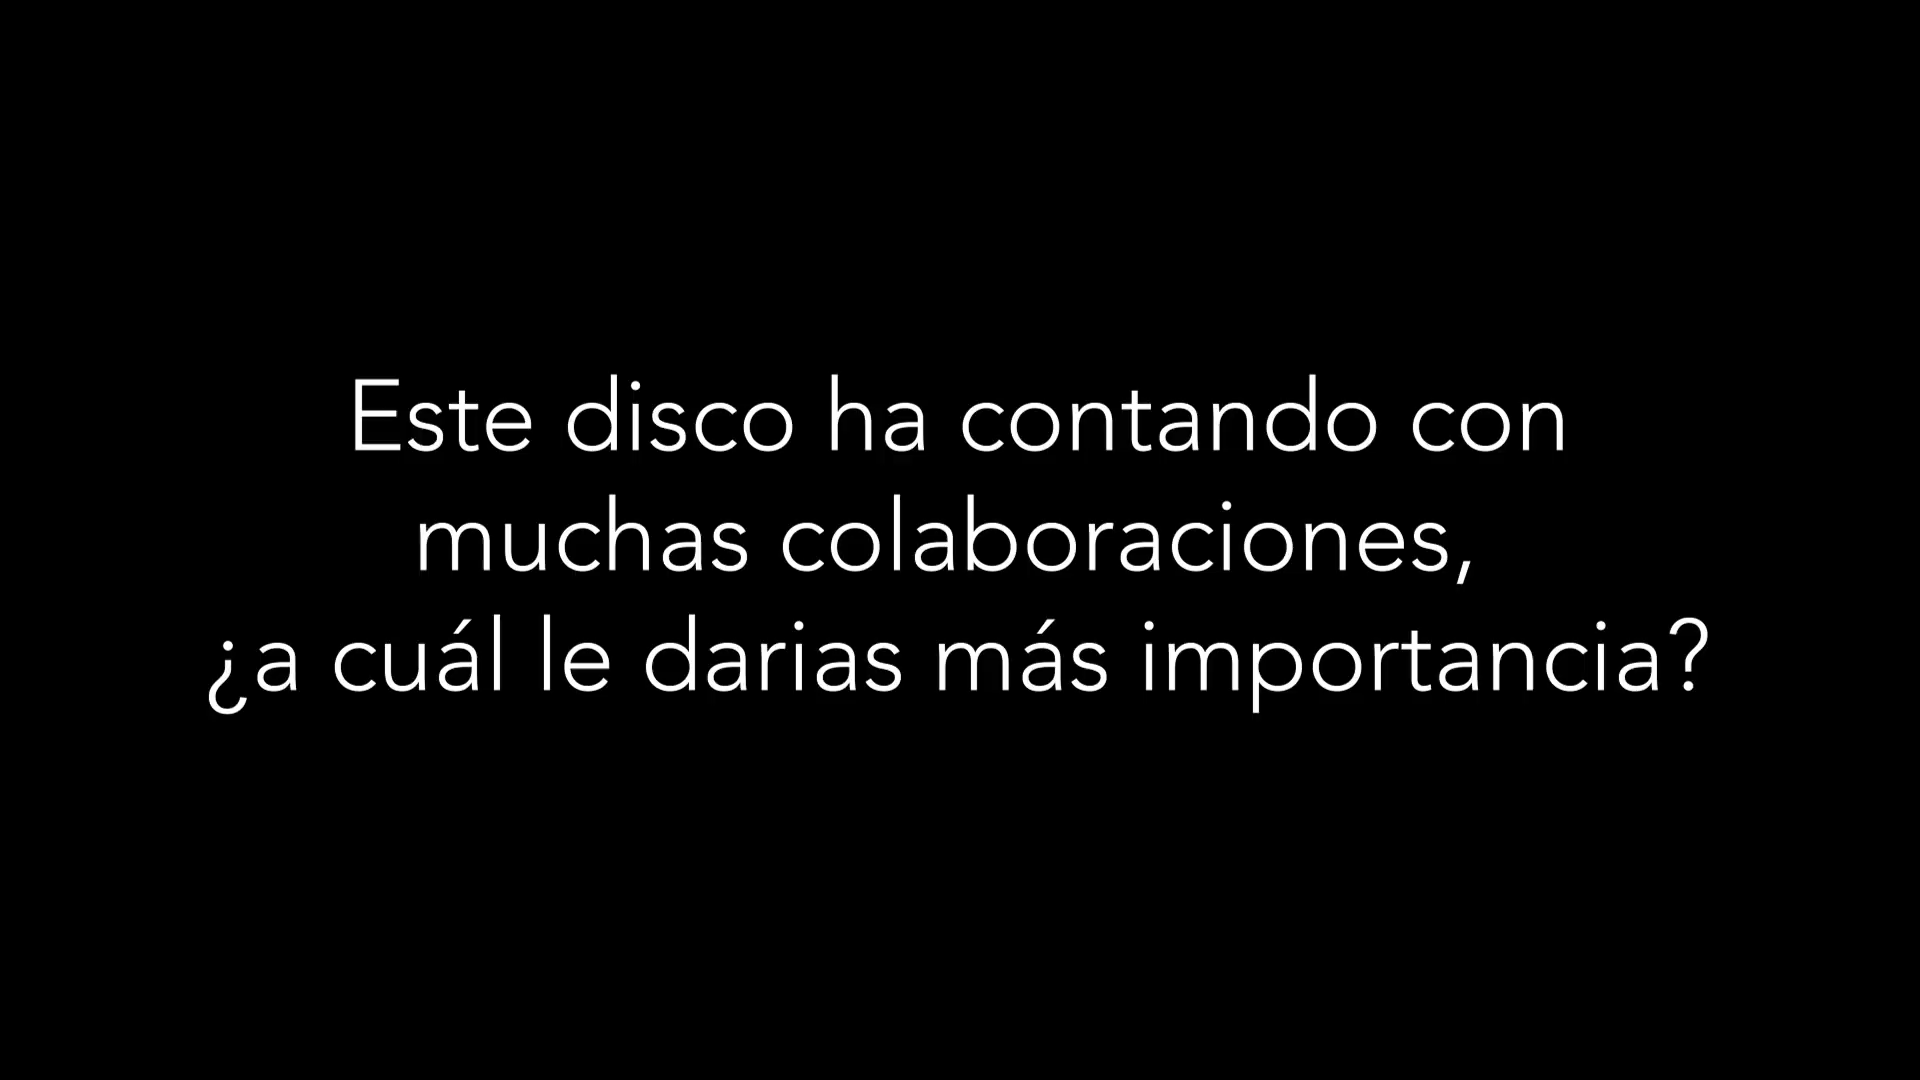 Este disco ha contando con
muchas colaboraciones,
¿a cuál le darias más importancia?